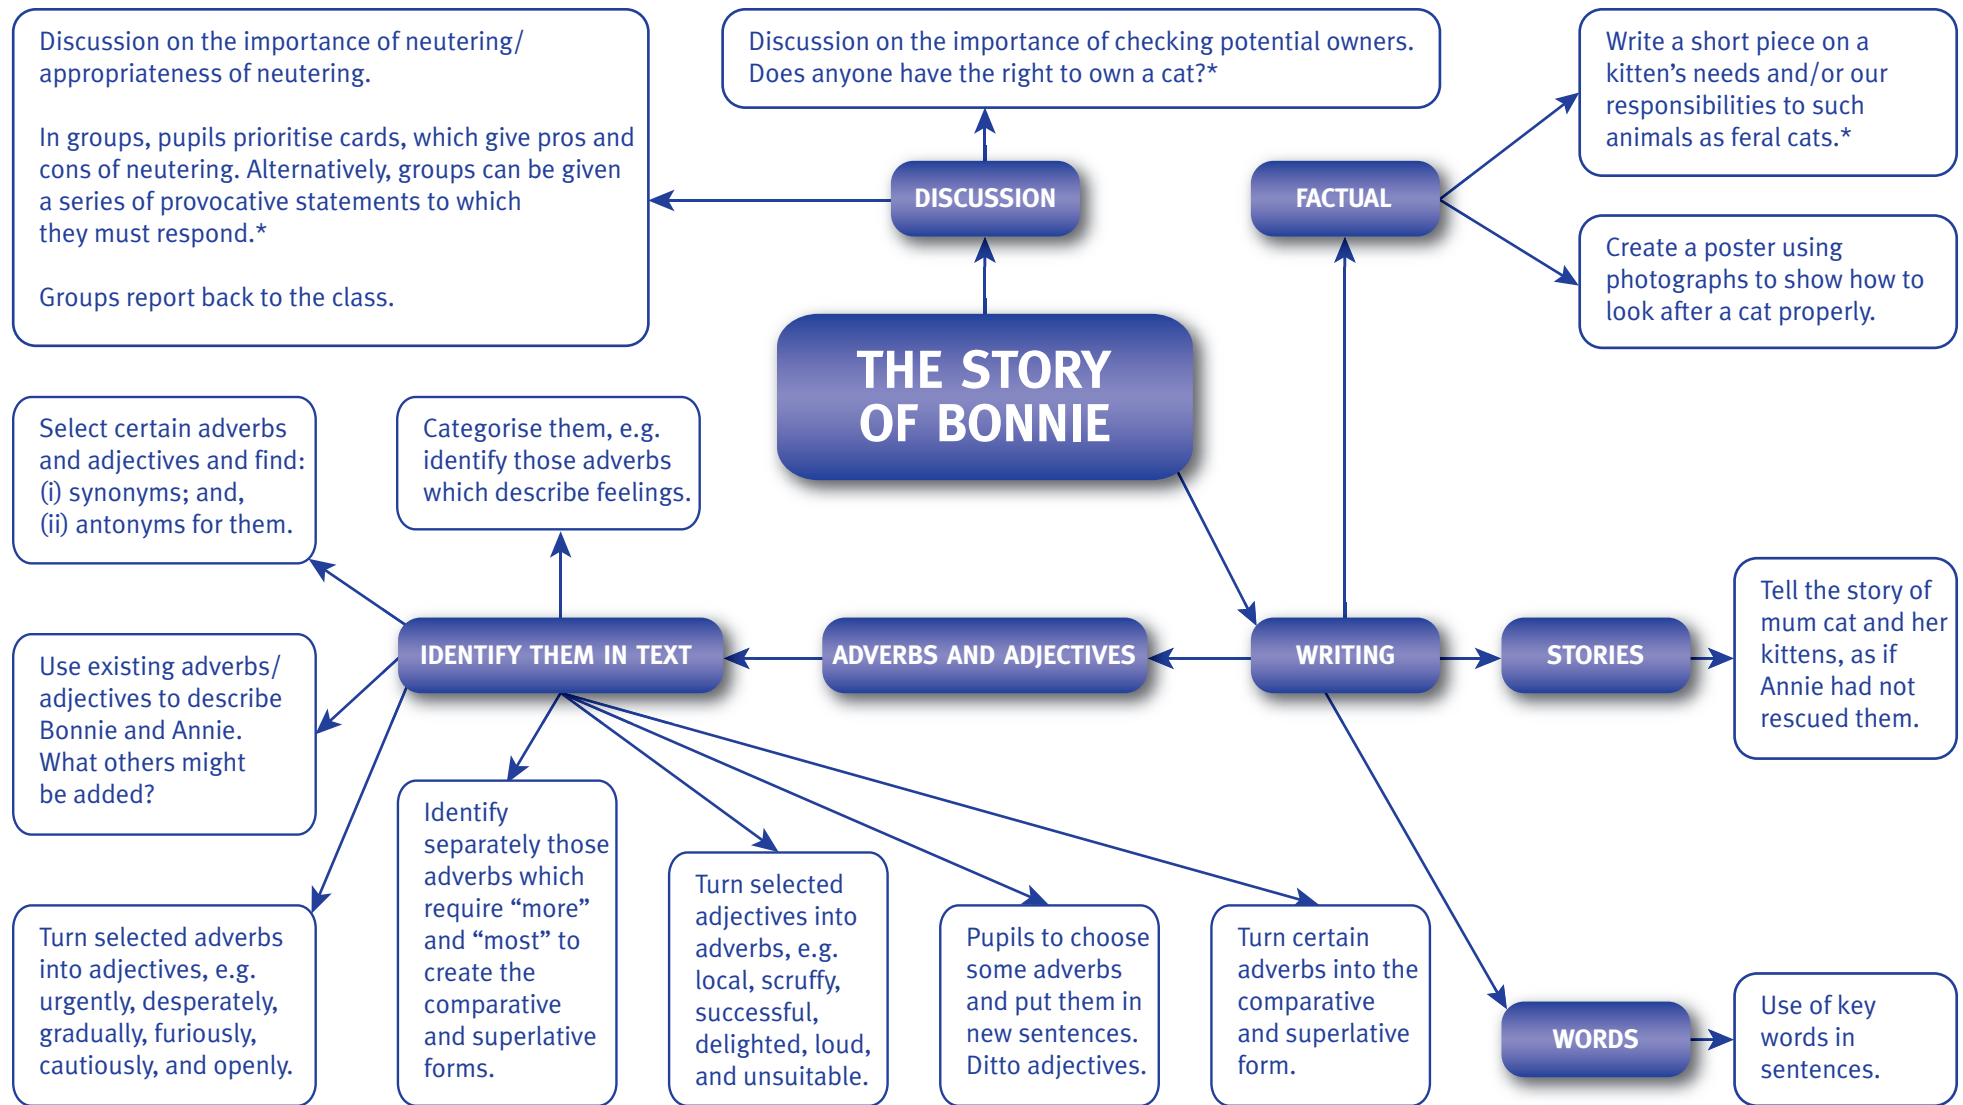 Discussion on the importance of neutering/
appropriateness of neutering.
In groups, pupils prioritise cards, which give pros and
cons of neutering. Alternatively, groups can be given
a series of provocative statements to which
they must respond.*
Groups report back to the class.
Discussion on the importance of checking potential owners.
Does anyone have the right to own a cat?*
Write a short piece on a
kitten’s needs and/or our
responsibilities to such
animals as feral cats.*
DISCUSSION
FACTUAL
Create a poster using
photographs to show how to
look after a cat properly.
THE STORY
OF BONNIE
Select certain adverbs
and adjectives and find:
(i) synonyms; and,
(ii) antonyms for them.
Categorise them, e.g.
identify those adverbs
which describe feelings.
IDENTIFY THEM IN TEXT
ADVERBS AND ADJECTIVES
WRITING
STORIES
Tell the story of
mum cat and her
kittens, as if
Annie had not
rescued them.
Use existing adverbs/
adjectives to describe
Bonnie and Annie.
What others might
be added?
Turn selected adverbs
into adjectives, e.g.
urgently, desperately,
gradually, furiously,
cautiously, and openly.
Identify
separately those
adverbs which
require “more”
and “most” to
create the
comparative
and superlative
forms.
Turn selected
adjectives into
adverbs, e.g.
local, scruffy,
successful,
delighted, loud,
and unsuitable.
Pupils to choose
some adverbs
and put them in
new sentences.
Ditto adjectives.
Turn certain
adverbs into the
comparative
and superlative
form.
WORDS
Use of key
words in
sentences.